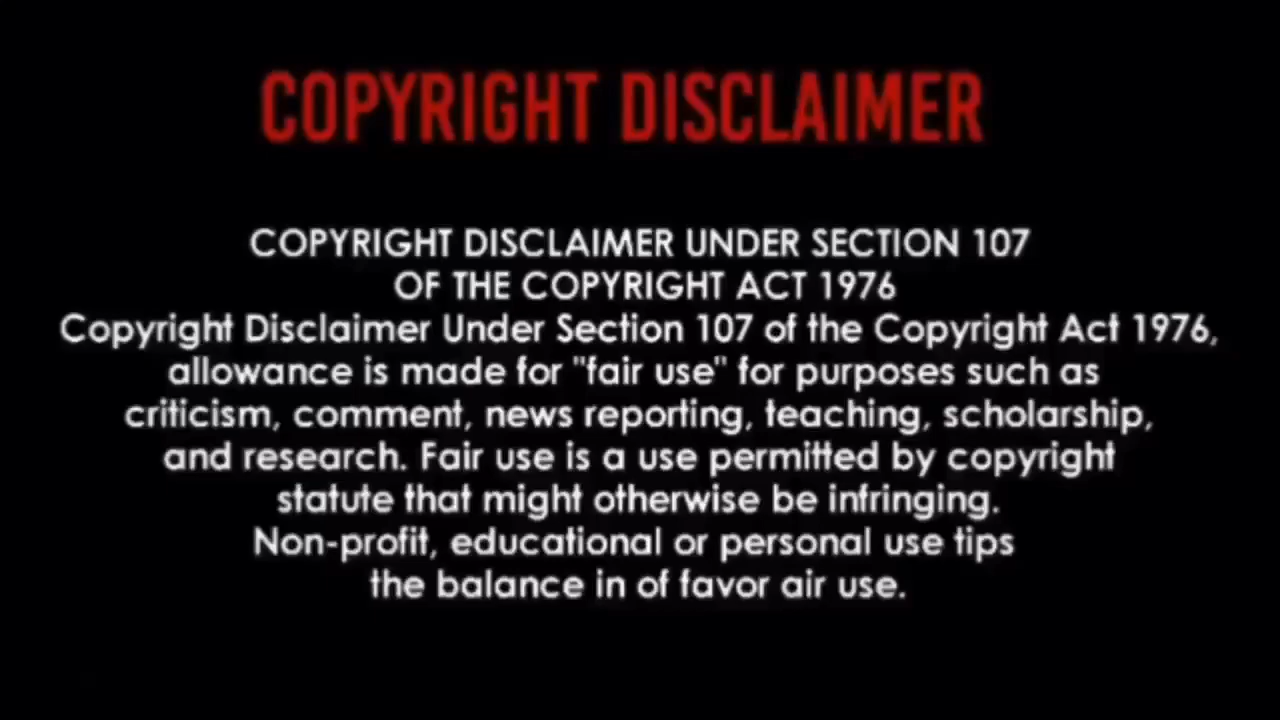 COPYRIGHT DISCLAIMER
COPYRIGHT DISCLAIMER UNDER SECTION 107
OF THE COPYRIGHT ACT 1976
Copyright Disclaimer Under Section 107 of the Copyright Act 1976,
allowance is made for "fair use" for purposes such as
criticism, comment, news reporting, teaching, scholarship,
and research. Fair use is a use permitted by copyright
statute that might otherwise be infringing.
Non-profit, educational or personal use tips
the balance in of favor air use.